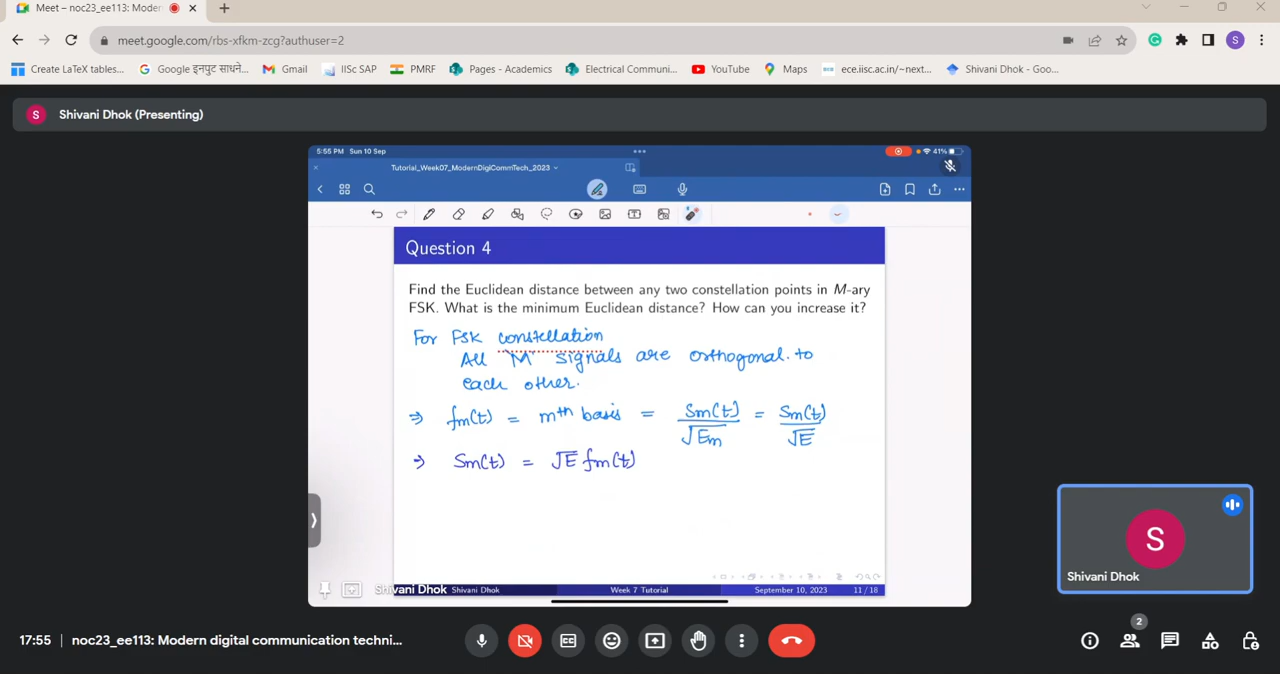 Meet – noc23_ee113: Modern
meet.google.com/rbs-xfkm-zcg?authuser=2
S
Create LaTeX tables...
Google इनपुट साधने...
Gmail
IISc SAP
PMRF
Pages - Academics
Electrical Communi...
YouTube
Maps
ece.iisc.ac.in/~next...
Shivani Dhok - Goo...
S
Shivani Dhok (Presenting)
5:55 PM Sun 10 Sep
41%
Tutorial_Week07_ModernDigiCommTech_2023
Question 4
Find the Euclidean distance between any two constellation points in M-ary
FSK. What is the minimum Euclidean distance? How can you increase it?
For FSK constellation
All 'M' signals are orthogonal to
each other.
⇒ fm(t) = mth basis = Sm(t)/√Em = Sm(t)/√E
⇒ Sm(t) = √E fm(t)
Shivani Dhok
Shivani Dhok
Week 7 Tutorial
September 10, 2023
11 / 18
S
Shivani Dhok
17:55 | noc23_ee113: Modern digital communication techni...
2